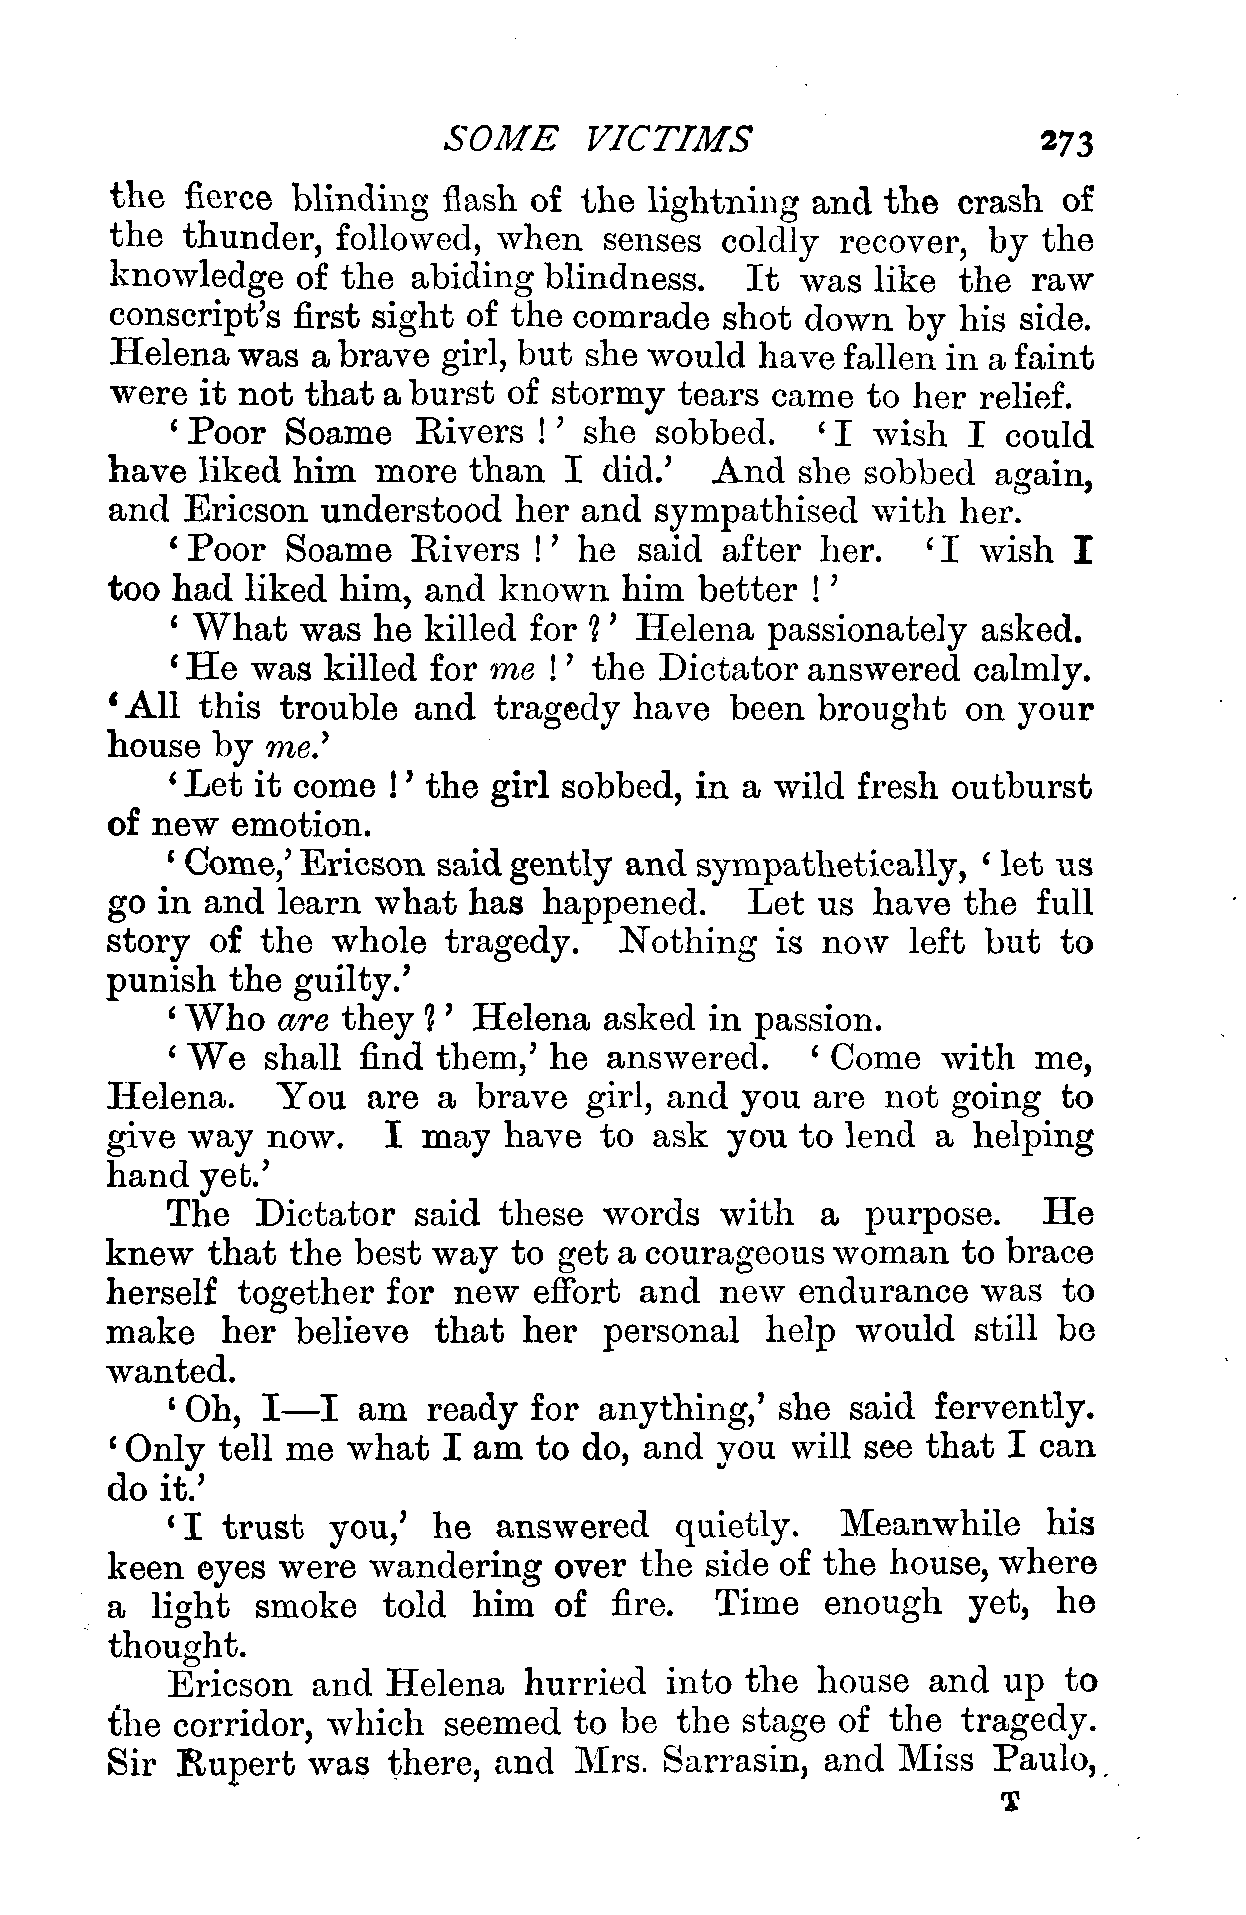 SOME VICTIMS 273
the fierce blinding flash of the lightning and the crash of
the thunder, followed, when senses coldly recover, by the
knowledge of the abiding blindness. It was like the raw
conscript's first sight of the comrade shot down by his side.
Helena was a brave girl, but she would have fallen in a faint
were it not that a burst of stormy tears came to her relief.
‘Poor Soame Rivers!’ she sobbed. ‘I wish I could
have liked him more than I did.’ And she sobbed again,
and Ericson understood her and sympathised with her.
‘Poor Soame Rivers!’ he said after her. ‘I wish I
too had liked him, and known him better!’
‘What was he killed for?’ Helena passionately asked.
‘He was killed for me!’ the Dictator answered calmly.
‘All this trouble and tragedy have been brought on your
house by me.’
‘Let it come!’ the girl sobbed, in a wild fresh outburst
of new emotion.
‘Come,’ Ericson said gently and sympathetically, ‘let us
go in and learn what has happened. Let us have the full
story of the whole tragedy. Nothing is now left but to
punish the guilty.’
‘Who are they?’ Helena asked in passion.
‘We shall find them,’ he answered. ‘Come with me,
Helena. You are a brave girl, and you are not going to
give way now. I may have to ask you to lend a helping
hand yet.’
The Dictator said these words with a purpose. He
knew that the best way to get a courageous woman to brace
herself together for new effort and new endurance was to
make her believe that her personal help would still be
wanted.
‘Oh, I—I am ready for anything,’ she said fervently.
‘Only tell me what I am to do, and you will see that I can
do it.’
‘I trust you,’ he answered quietly. Meanwhile his
keen eyes were wandering over the side of the house, where
a light smoke told him of fire. Time enough yet, he
thought.
Ericson and Helena hurried into the house and up to
the corridor, which seemed to be the stage of the tragedy.
Sir Rupert was there, and Mrs. Sarrasin, and Miss Paulo,
T